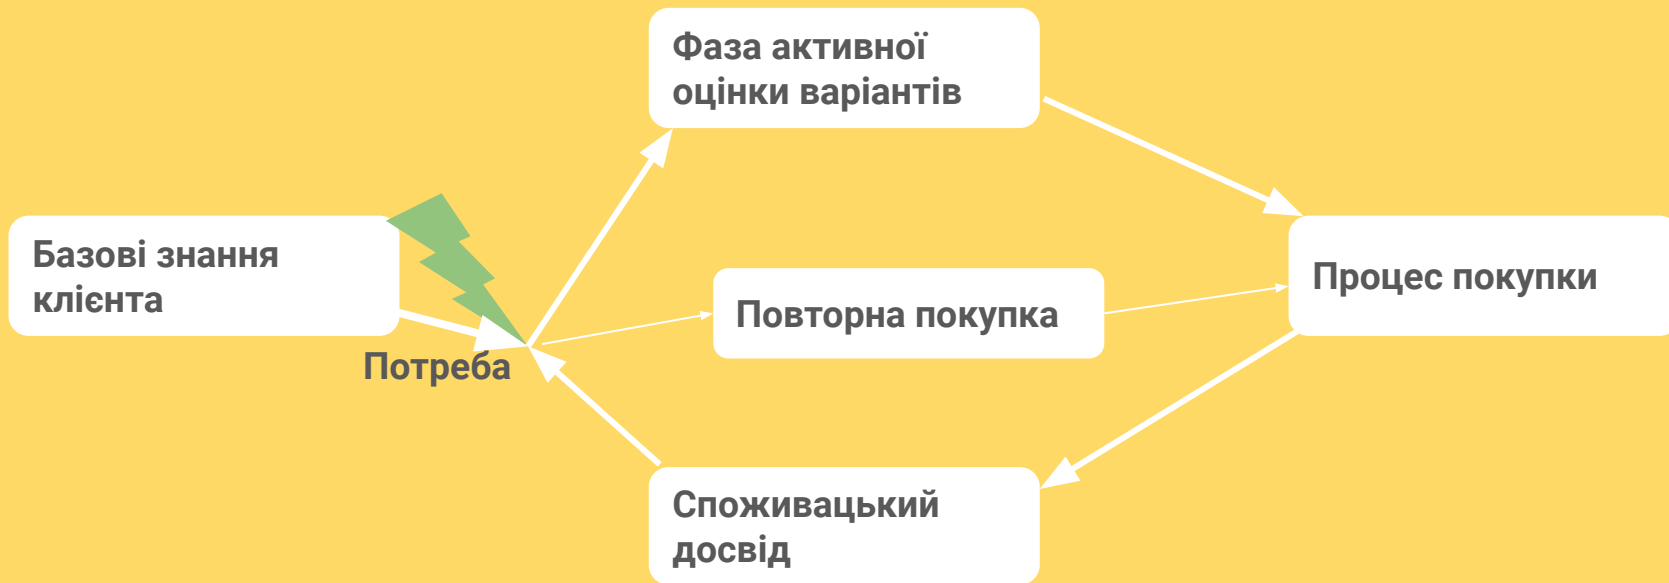 Фаза активної
оцінки варіантів
Базові знання
клієнта
Потреба
Повторна покупка
Процес покупки
Споживацький
досвід